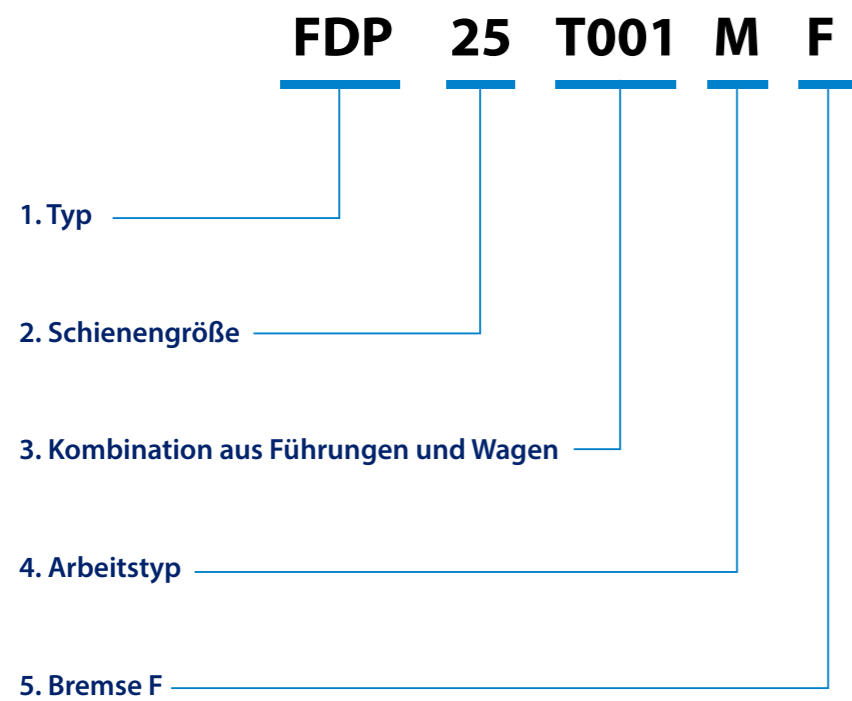 FDP 25 T001 M F
1. Typ
2. Schienengröße
3. Kombination aus Führungen und Wagen
4. Arbeitstyp
5. Bremse F